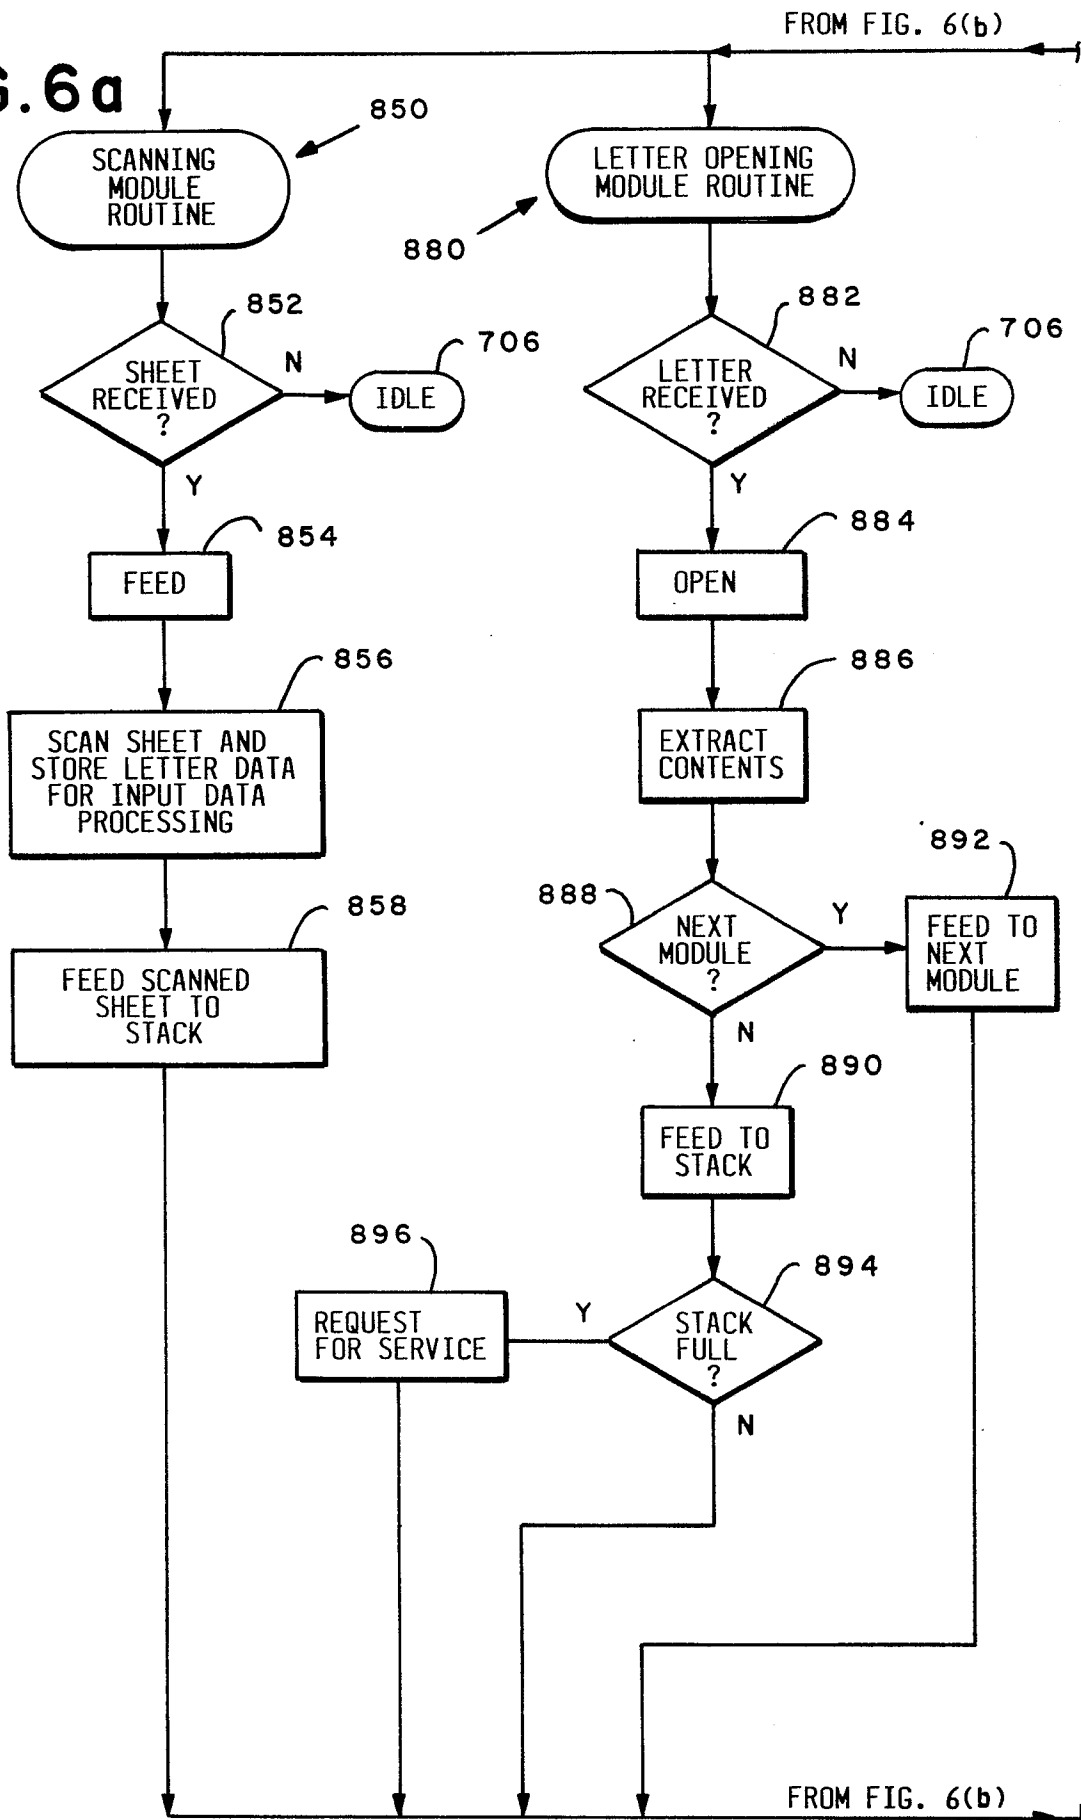 FROM FIG. 6(b)
G.6a
850
SCANNING
MODULE
ROUTINE
LETTER OPENING
MODULE ROUTINE
880
852
SHEET
RECEIVED
?
N
706
IDLE
Y
882
LETTER
RECEIVED
?
N
706
IDLE
Y
854
FEED
884
OPEN
856
SCAN SHEET AND
STORE LETTER DATA
FOR INPUT DATA
PROCESSING
886
EXTRACT
CONTENTS
858
FEED SCANNED
SHEET TO
STACK
888
NEXT
MODULE
?
Y
892
FEED TO
NEXT
MODULE
N
890
FEED TO
STACK
896
REQUEST
FOR SERVICE
Y
894
STACK
FULL
?
N
FROM FIG. 6(b)